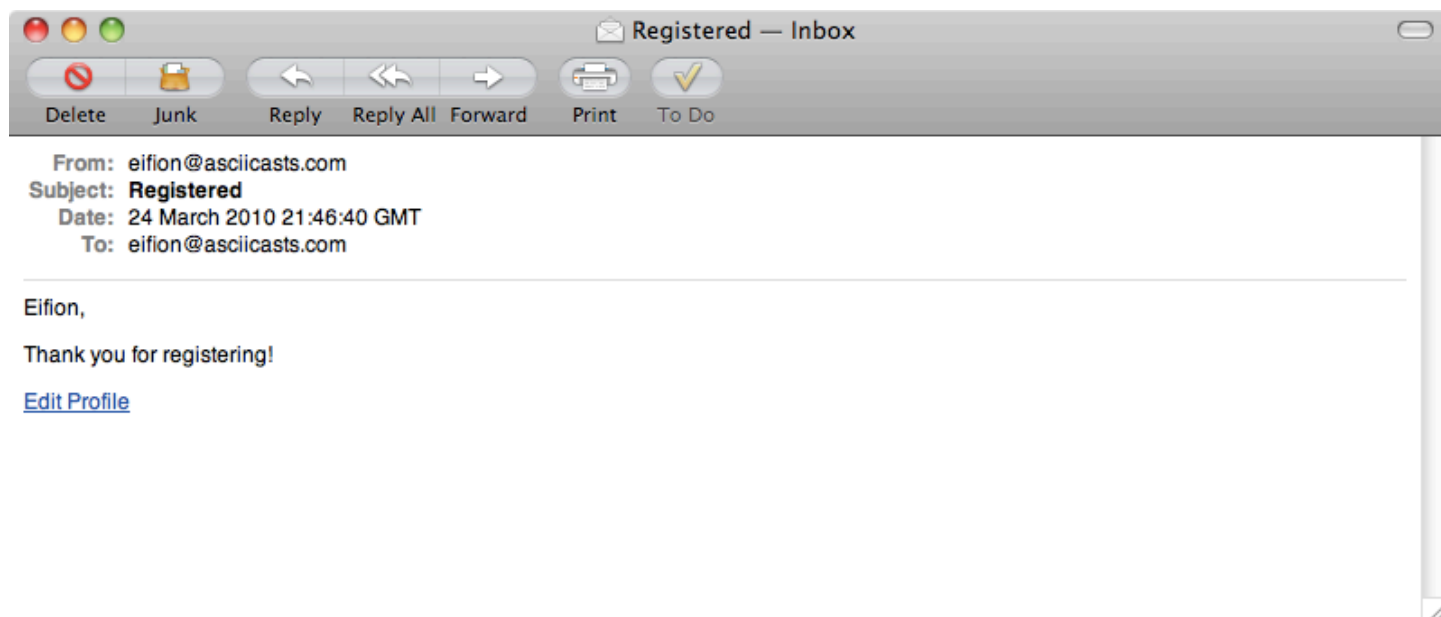 Registered — Inbox
Delete Junk Reply Reply All Forward Print To Do
From: eifion@asciicasts.com
Subject: Registered
Date: 24 March 2010 21:46:40 GMT
To: eifion@asciicasts.com
Eifion,
Thank you for registering!
Edit Profile